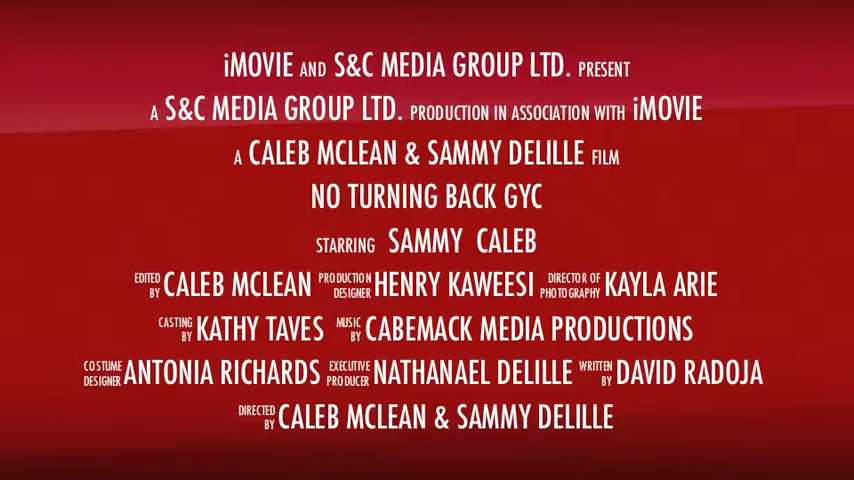 iMOVIE AND S&C MEDIA GROUP LTD. PRESENT
A S&C MEDIA GROUP LTD. PRODUCTION IN ASSOCIATION WITH iMOVIE
A CALEB MCLEAN & SAMMY DELILLE FILM
NO TURNING BACK GYC
STARRING SAMMY CALEB
EDITED BY CALEB MCLEAN PRODUCTION DESIGNER HENRY KAWEESI DIRECTOR OF PHOTOGRAPHY KAYLA ARIE
CASTING BY KATHY TAVES MUSIC BY CABEMACK MEDIA PRODUCTIONS
COSTUME DESIGNER ANTONIA RICHARDS EXECUTIVE PRODUCER NATHANAEL DELILLE WRITTEN BY DAVID RADOJA
DIRECTED BY CALEB MCLEAN & SAMMY DELILLE